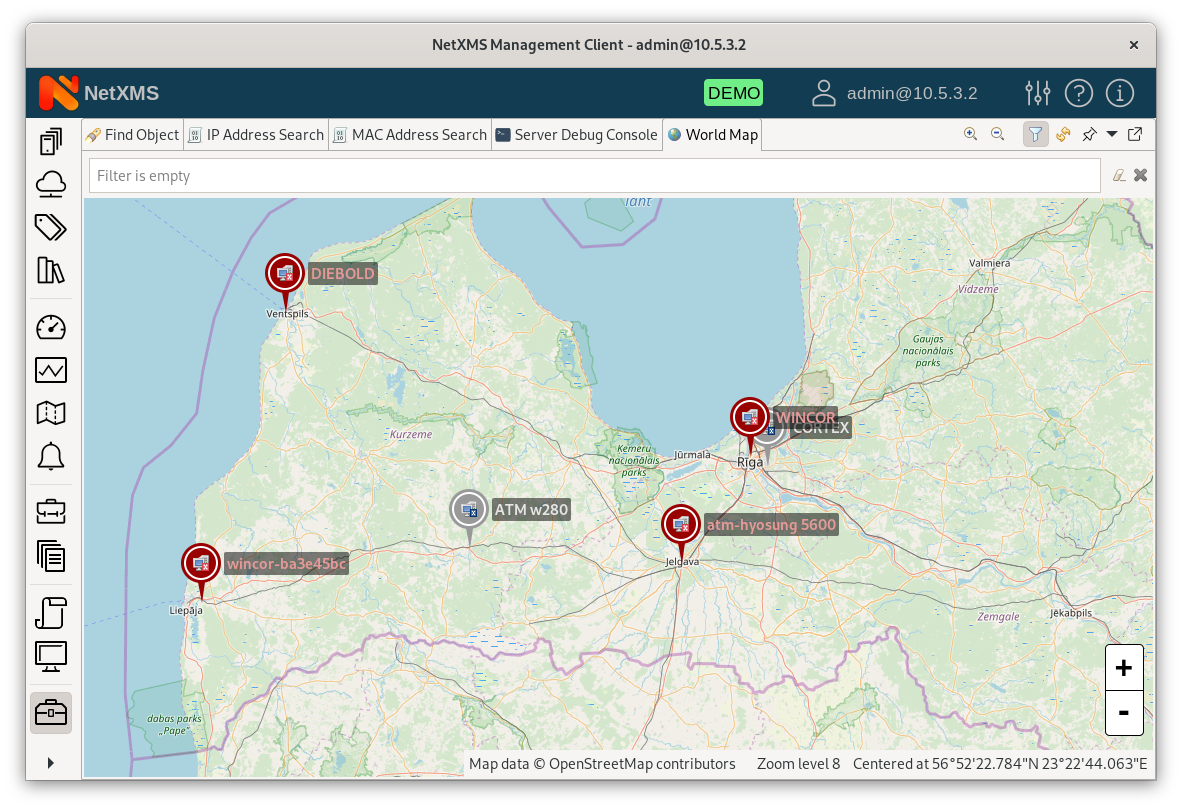 NetXMS Management Client - admin@10.5.3.2
NetXMS
DEMO
admin@10.5.3.2
Find Object
IP Address Search
MAC Address Search
Server Debug Console
World Map
Filter is empty
Valmiera
Vidzeme
DIEBOLD
Ventspils
Gaujas
nacionālais
parks
WINCOR
CORTEX
Kurzeme
Ķemeru
nacionālais
parks
Jūrmala
Rīga
ATM w280
atm-hyosung 5600
Jelgava
wincor-ba3e45bc
Liepāja
Zemgale
Jēkabpils
+
-
dabas parks
„Pape"
Map data © OpenStreetMap contributors
Zoom level 8
Centered at 56°52'22.784"N 23°22'44.063"E